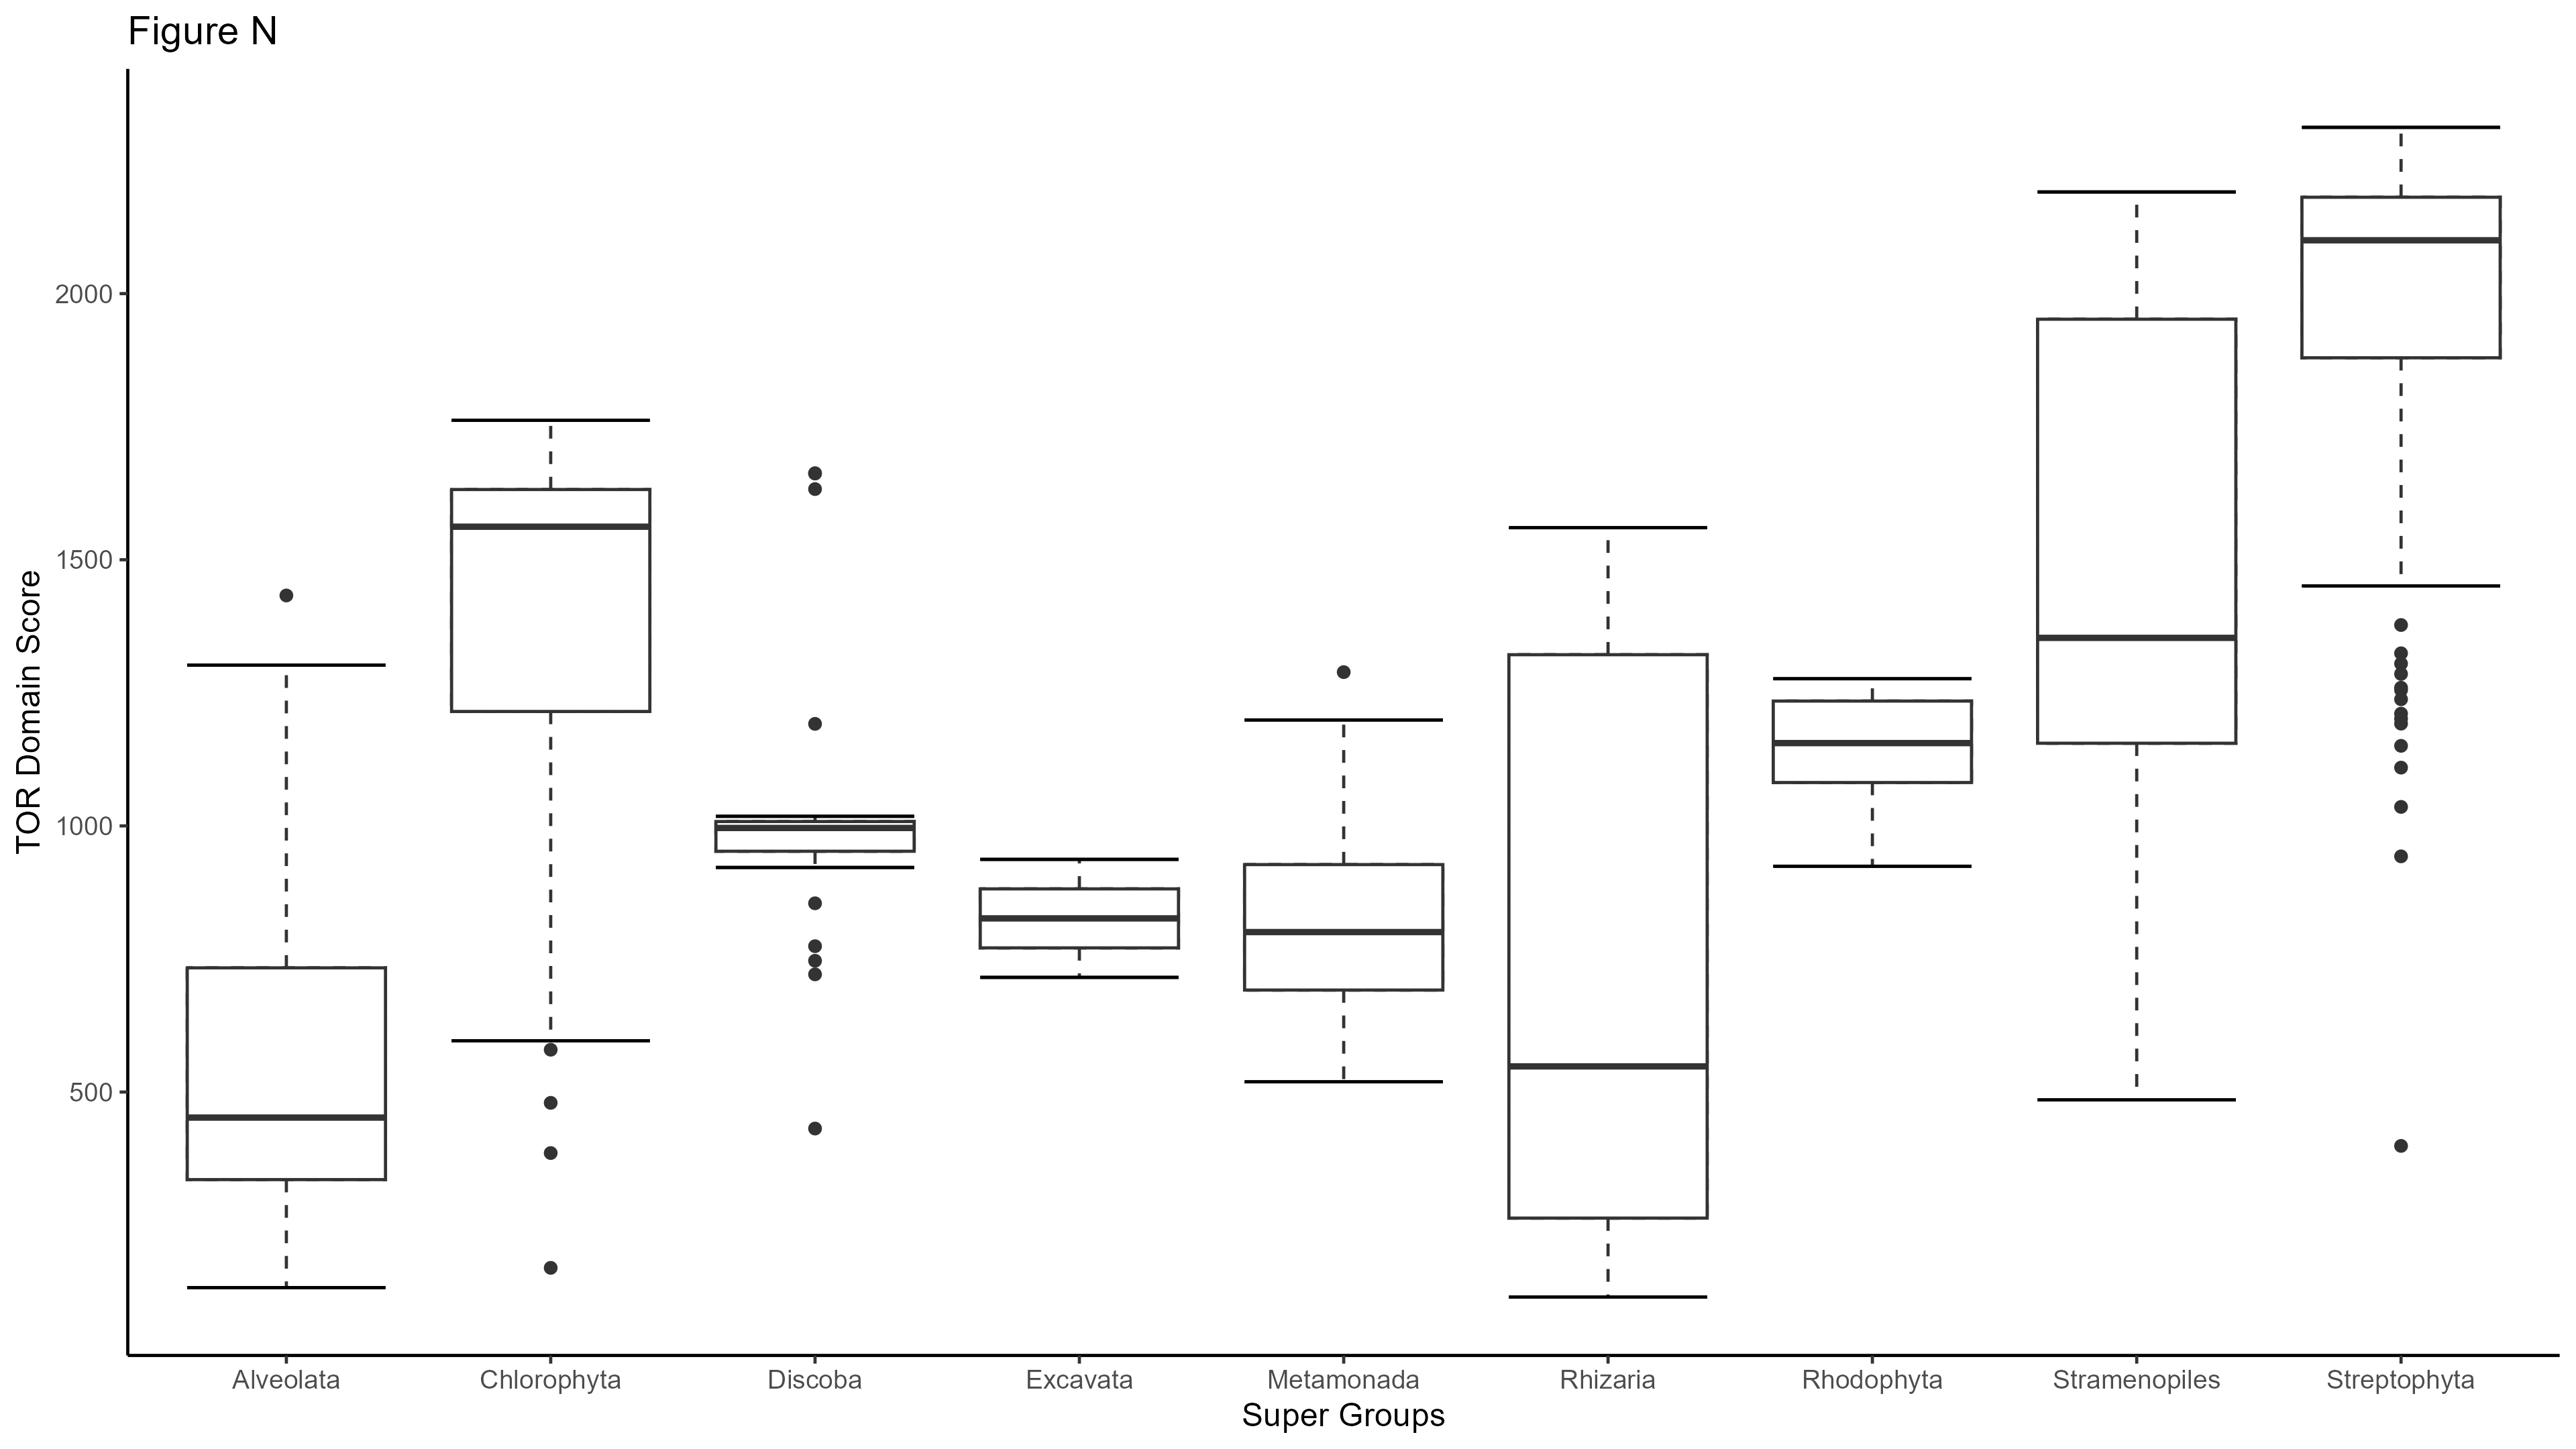 Figure N
TOR Domain Score
2000
1500
1000
500
Alveolata Chlorophyta Discoba Excavata Metamonada Rhizaria Rhodophyta Stramenopiles Streptophyta
Super Groups